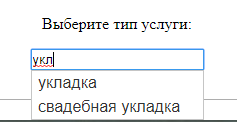 Выберите тип услуги:
укл
укладка
свадебная укладка